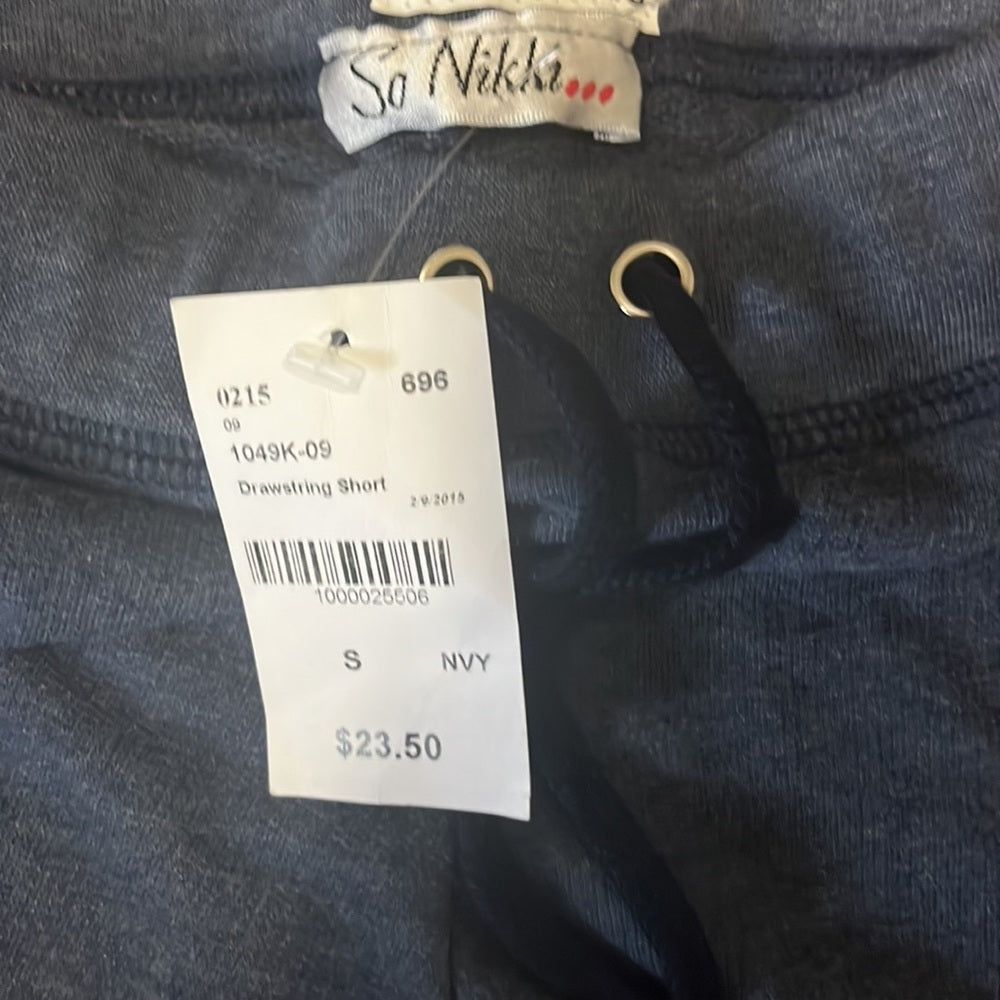 So Nikki...
0215 696
09
1049K-09
Drawstring Short
2/9/2015
1000025506
S NVY
$23.50